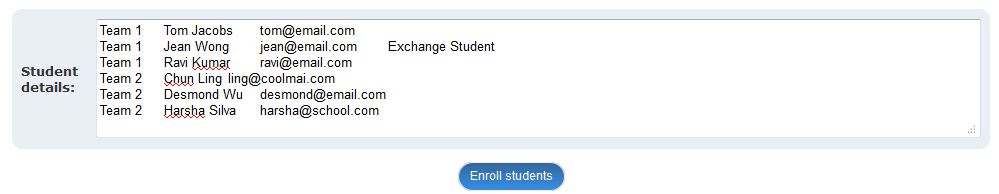 Student details:
Team 1 Tom Jacobs tom@email.com
Team 1 Jean Wong jean@email.com Exchange Student
Team 1 Ravi Kumar ravi@email.com
Team 2 Chun Ling ling@coolmai.com
Team 2 Desmond Wu desmond@email.com
Team 2 Harsha Silva harsha@school.com
Enroll students